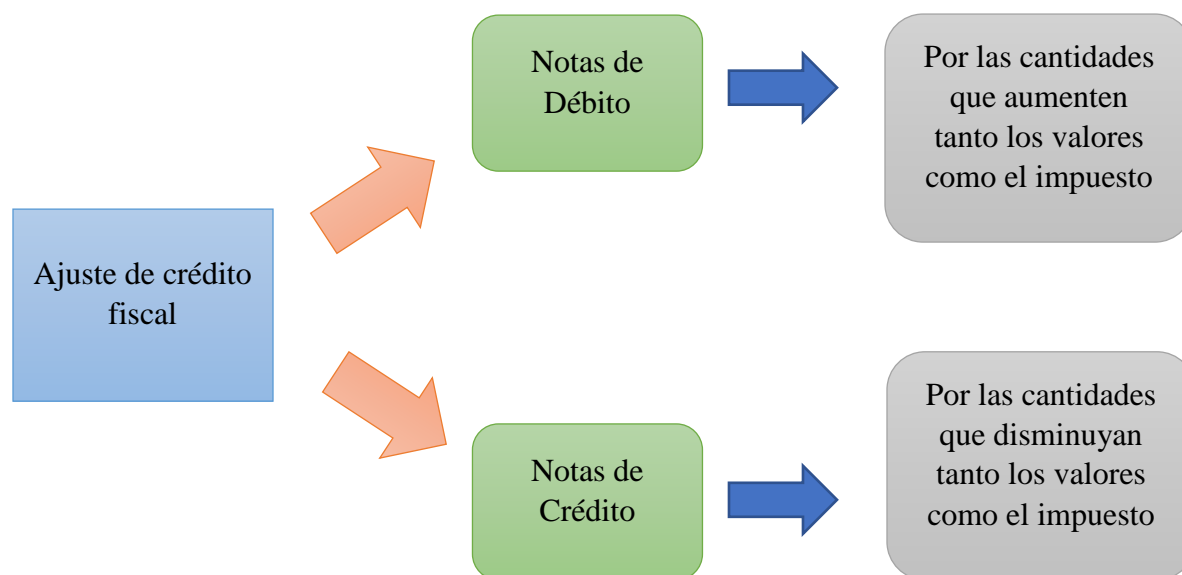 Ajuste de crédito
fiscal
Notas de
Débito
Por las cantidades
que aumenten
tanto los valores
como el impuesto
Notas de
Crédito
Por las cantidades
que disminuyan
tanto los valores
como el impuesto